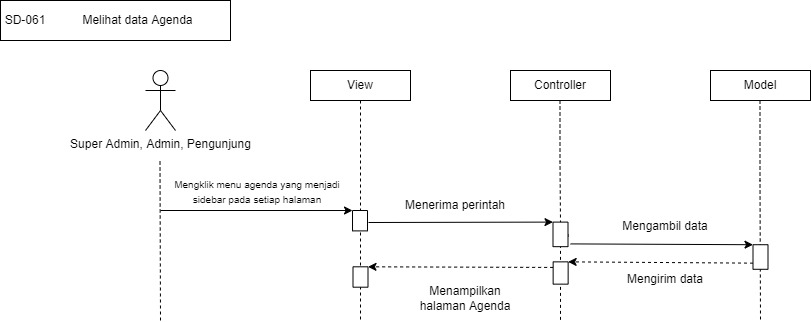 SD-061 Melihat data Agenda
View
Controller
Model
Super Admin, Admin, Pengunjung
Mengklik menu agenda yang menjadi
sidebar pada setiap halaman
Menerima perintah
Mengambil data
Mengirim data
Menampilkan
halaman Agenda